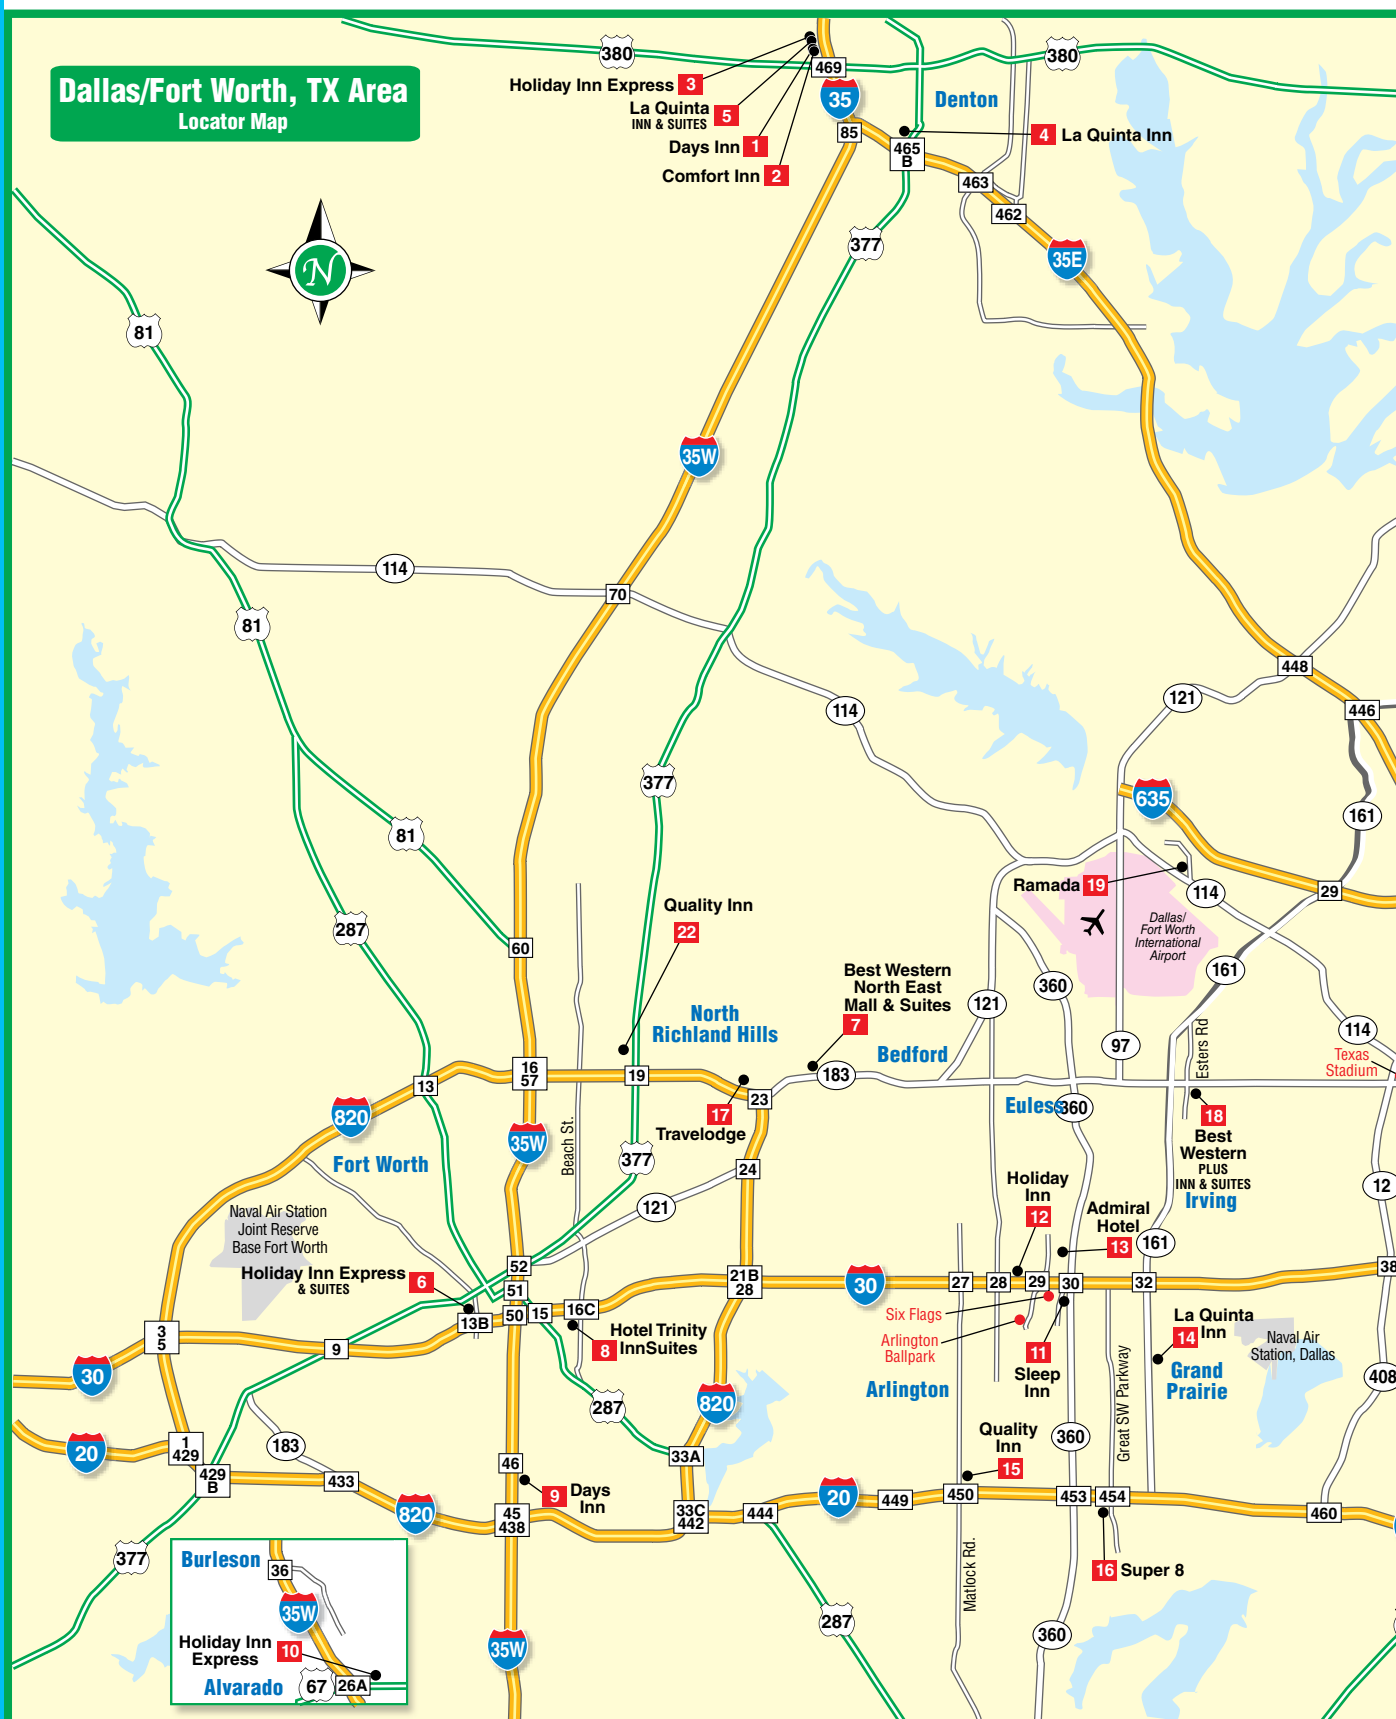 Dallas/Fort Worth, TX Area
Locator Map
380
380
469
Holiday Inn Express 3
La Quinta 5
INN & SUITES
Days Inn 1
Comfort Inn 2
35
Denton
85
465
B
4 La Quinta Inn
463
462
N
377
35E
81
35W
114
70
81
448
121
114
446
377
635
161
81
Ramada 19
114
29
Dallas/
Fort Worth
International
Airport
Quality Inn
22
287
60
Best Western
North East
Mall & Suites
7
161
360
121
North
Richland Hills
Bedford
97
Esters Rd
114
Texas
Stadium
16
57
19
183
13
23
820
17
Travelodge
Euless
360
18
Best
Western
PLUS
INN & SUITES
Irving
35W
Beach St.
Fort Worth
377
24
Holiday
Inn
12
12
121
Admiral
Hotel
13
161
Naval Air Station
Joint Reserve
Base Fort Worth
Holiday Inn Express 6
& SUITES
52
51
21B
28
30
27
28
29
30
32
38
50
15
16C
13B
Six Flags
Arlington
Ballpark
Hotel Trinity
8 InnSuites
La Quinta
Inn
14
Naval Air
Station, Dallas
3
5
9
30
11
Sleep
Inn
Grand
Prairie
Great SW Parkway
Arlington
408
287
820
183
20
1
429
429
B
433
46
33A
Quality
Inn
15
360
9 Days
Inn
820
45
438
33C
442
444
20
449
450
453
454
460
377
Burleson
36
35W
Holiday Inn
Express 10
Alvarado
67
26A
35W
287
Matlock Rd.
16 Super 8
360